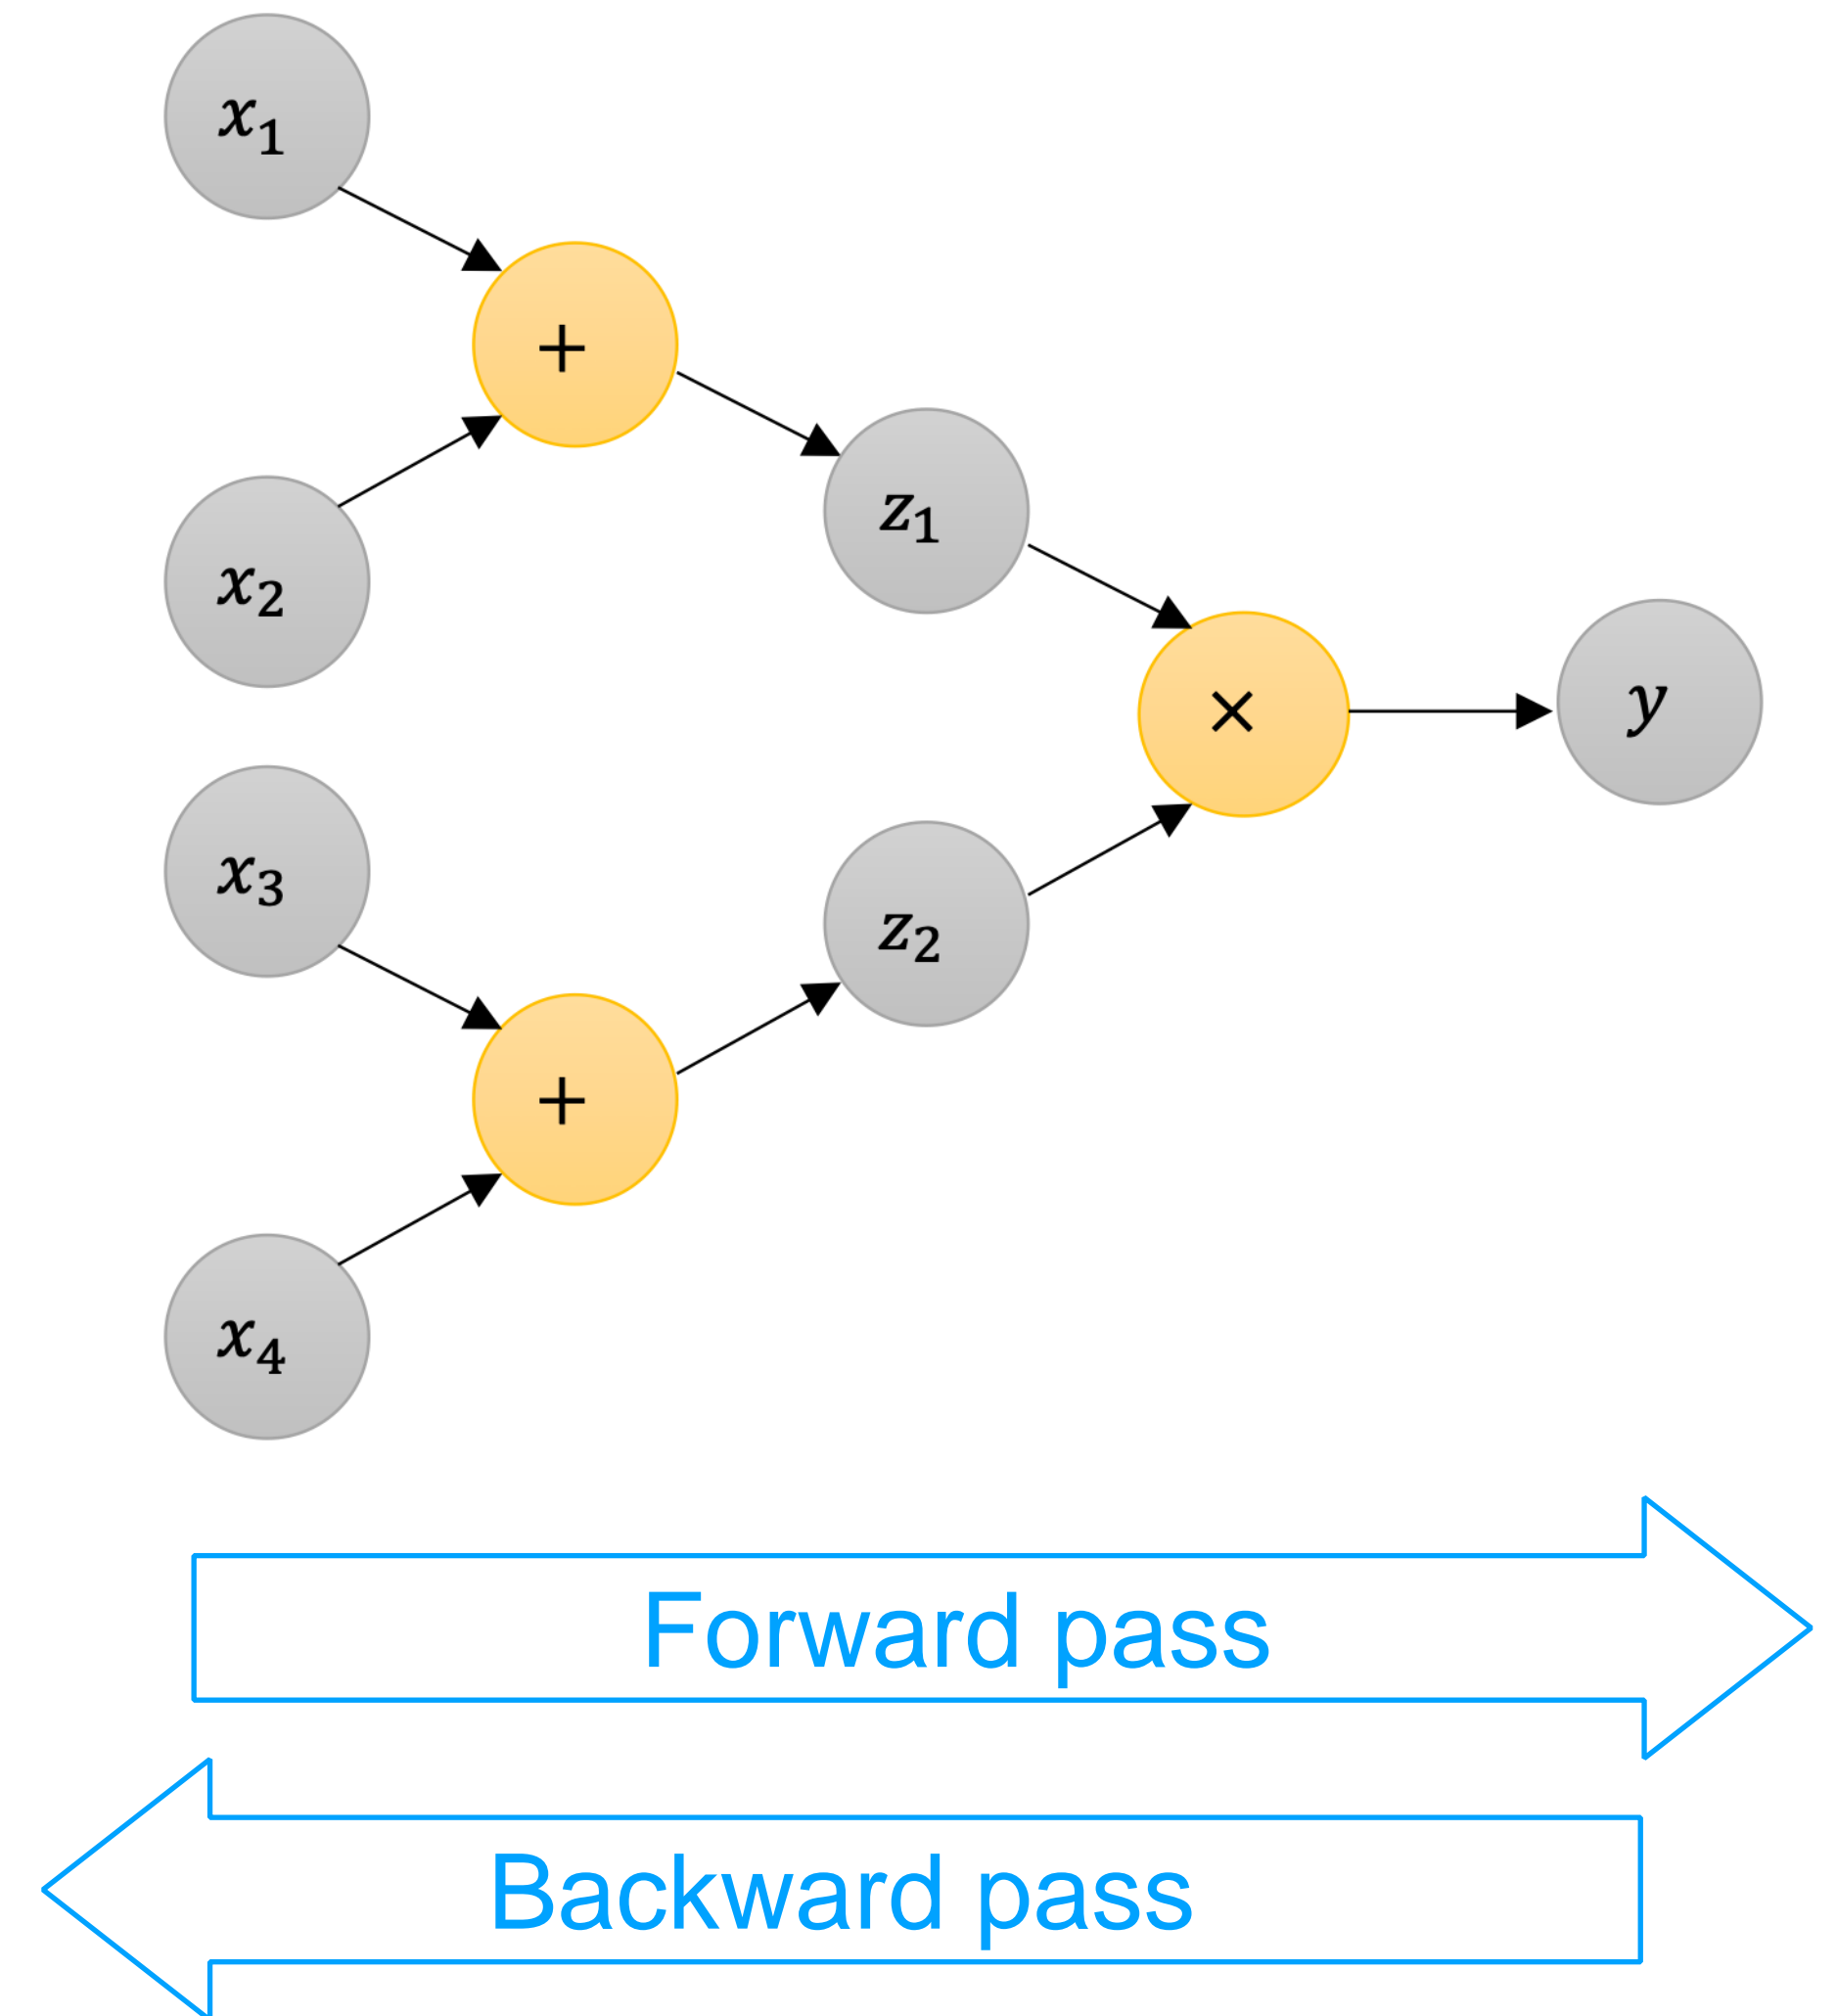 x₁
+
x₂
z₁
×
y
x₃
z₂
+
x₄
Forward pass
Backward pass